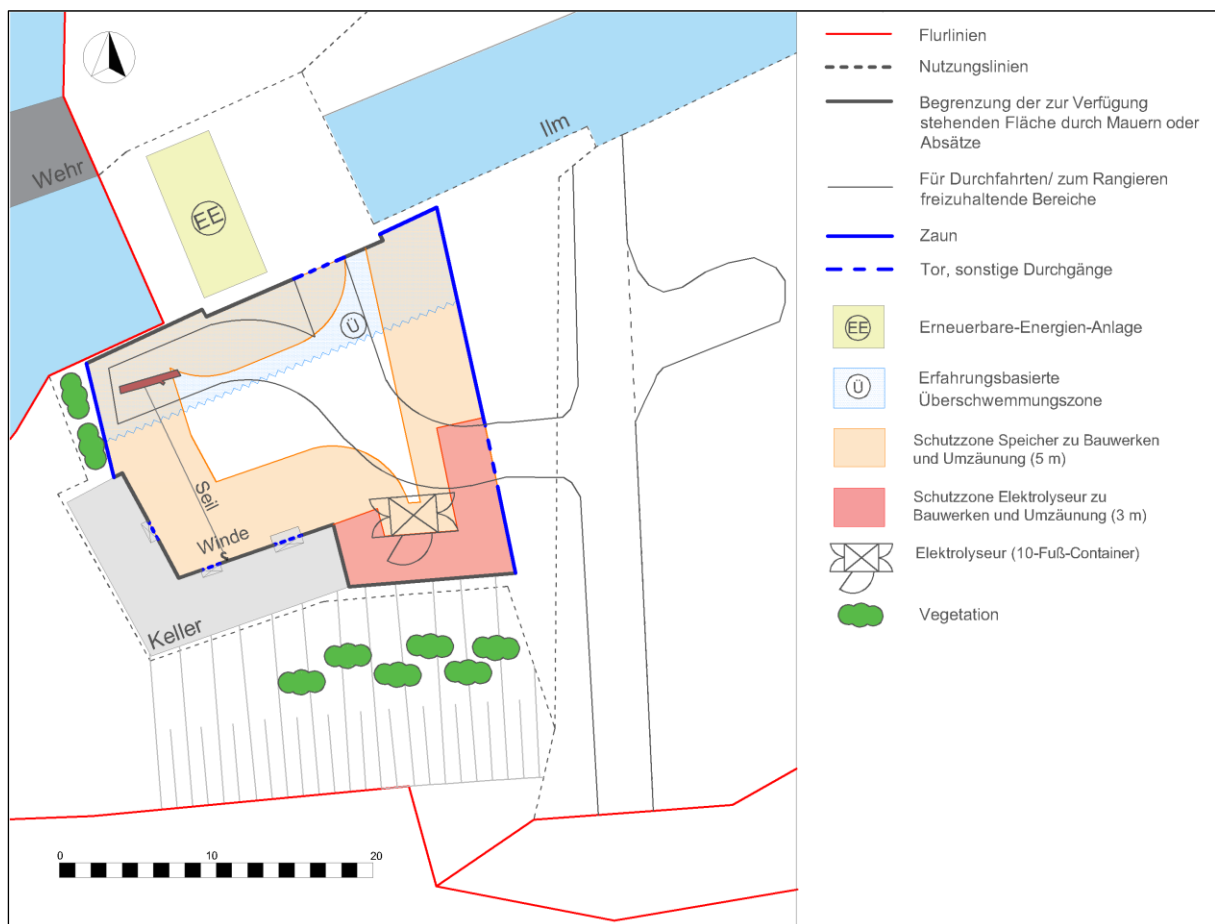 Wehr
EE
Ilm
Ü
Seil
Winde
Keller
0 10 20
Flurlinien
Nutzungslinien
Begrenzung der zur Verfügung
stehenden Fläche durch Mauern oder
Absätze
Für Durchfahrten/ zum Rangieren
freizuhaltende Bereiche
Zaun
Tor, sonstige Durchgänge
EE
Erneuerbare-Energien-Anlage
Ü
Erfahrungsbasierte
Überschwemmungzone
Schutzzone Speicher zu Bauwerken
und Umzäunung (5 m)
Schutzzone Elektrolyseur zu
Bauwerken und Umzäunung (3 m)
Elektrolyseur (10-Fuß-Container)
Vegetation